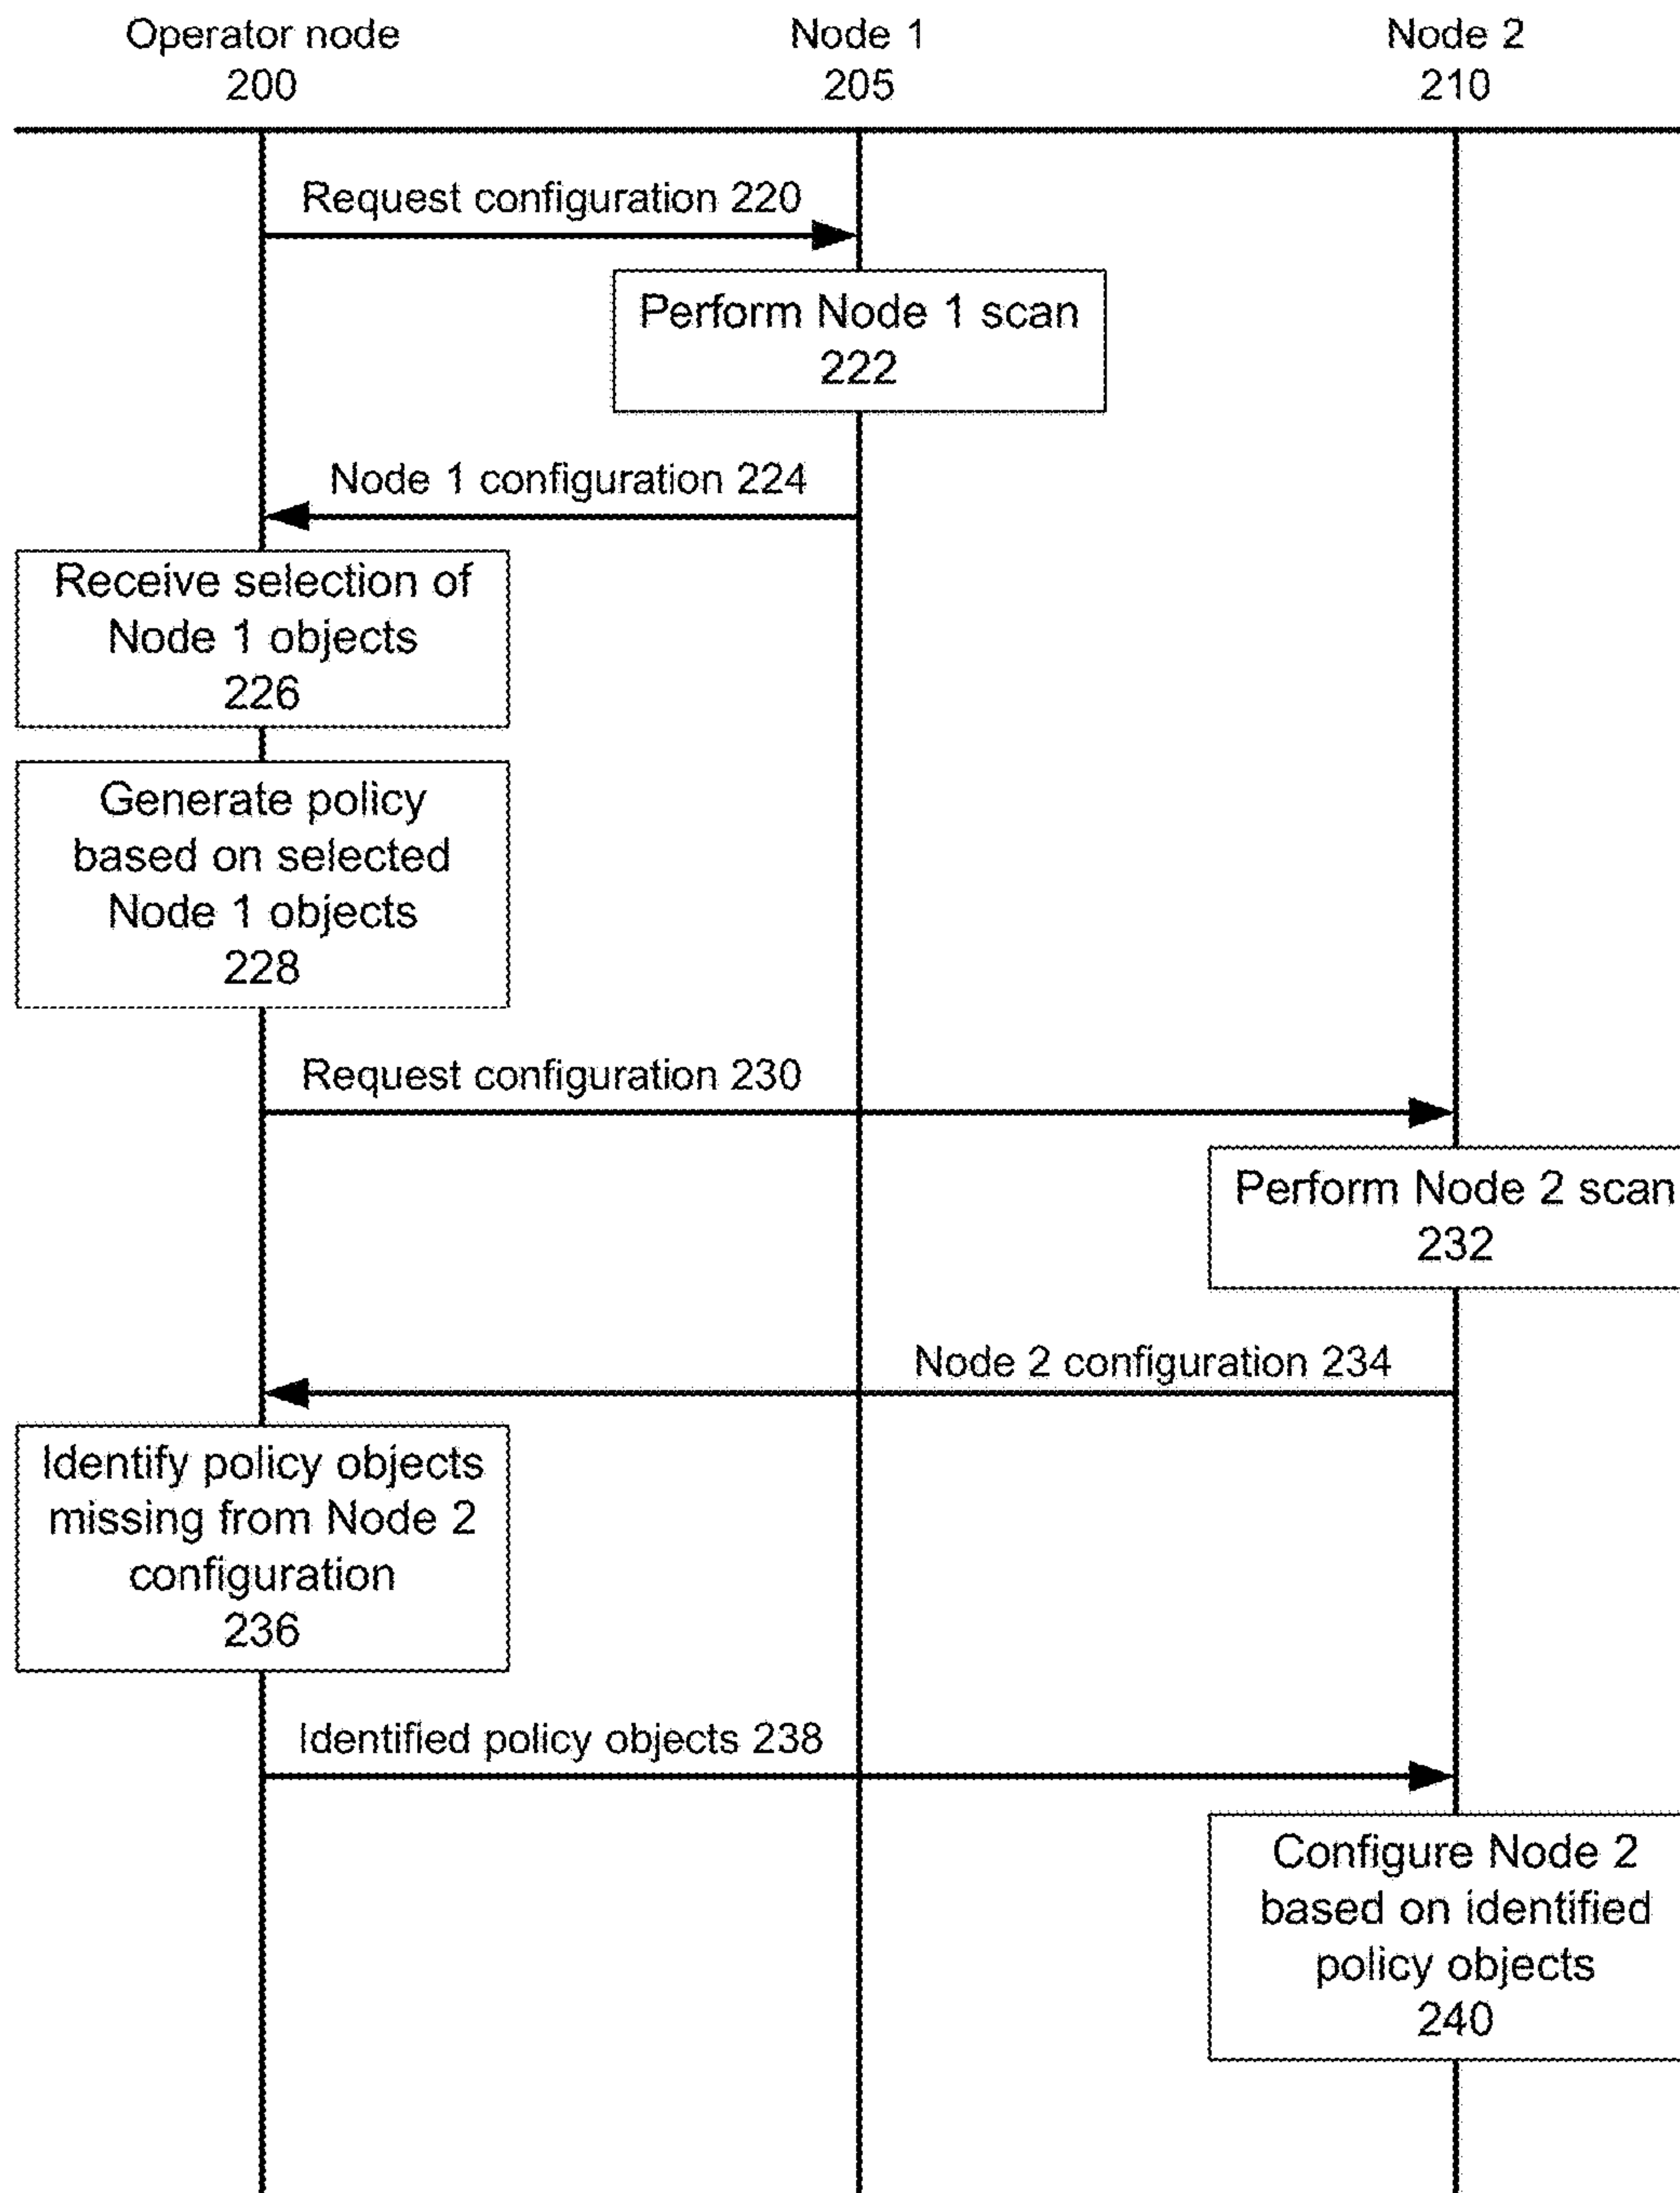 Operator node
200
Node 1
205
Node 2
210
Request configuration 220
Perform Node 1 scan
222
Node 1 configuration 224
Receive selection of
Node 1 objects
226
Generate policy
based on selected
Node 1 objects
228
Request configuration 230
Perform Node 2 scan
232
Node 2 configuration 234
Identify policy objects
missing from Node 2
configuration
236
Identified policy objects 238
Configure Node 2
based on identified
policy objects
240